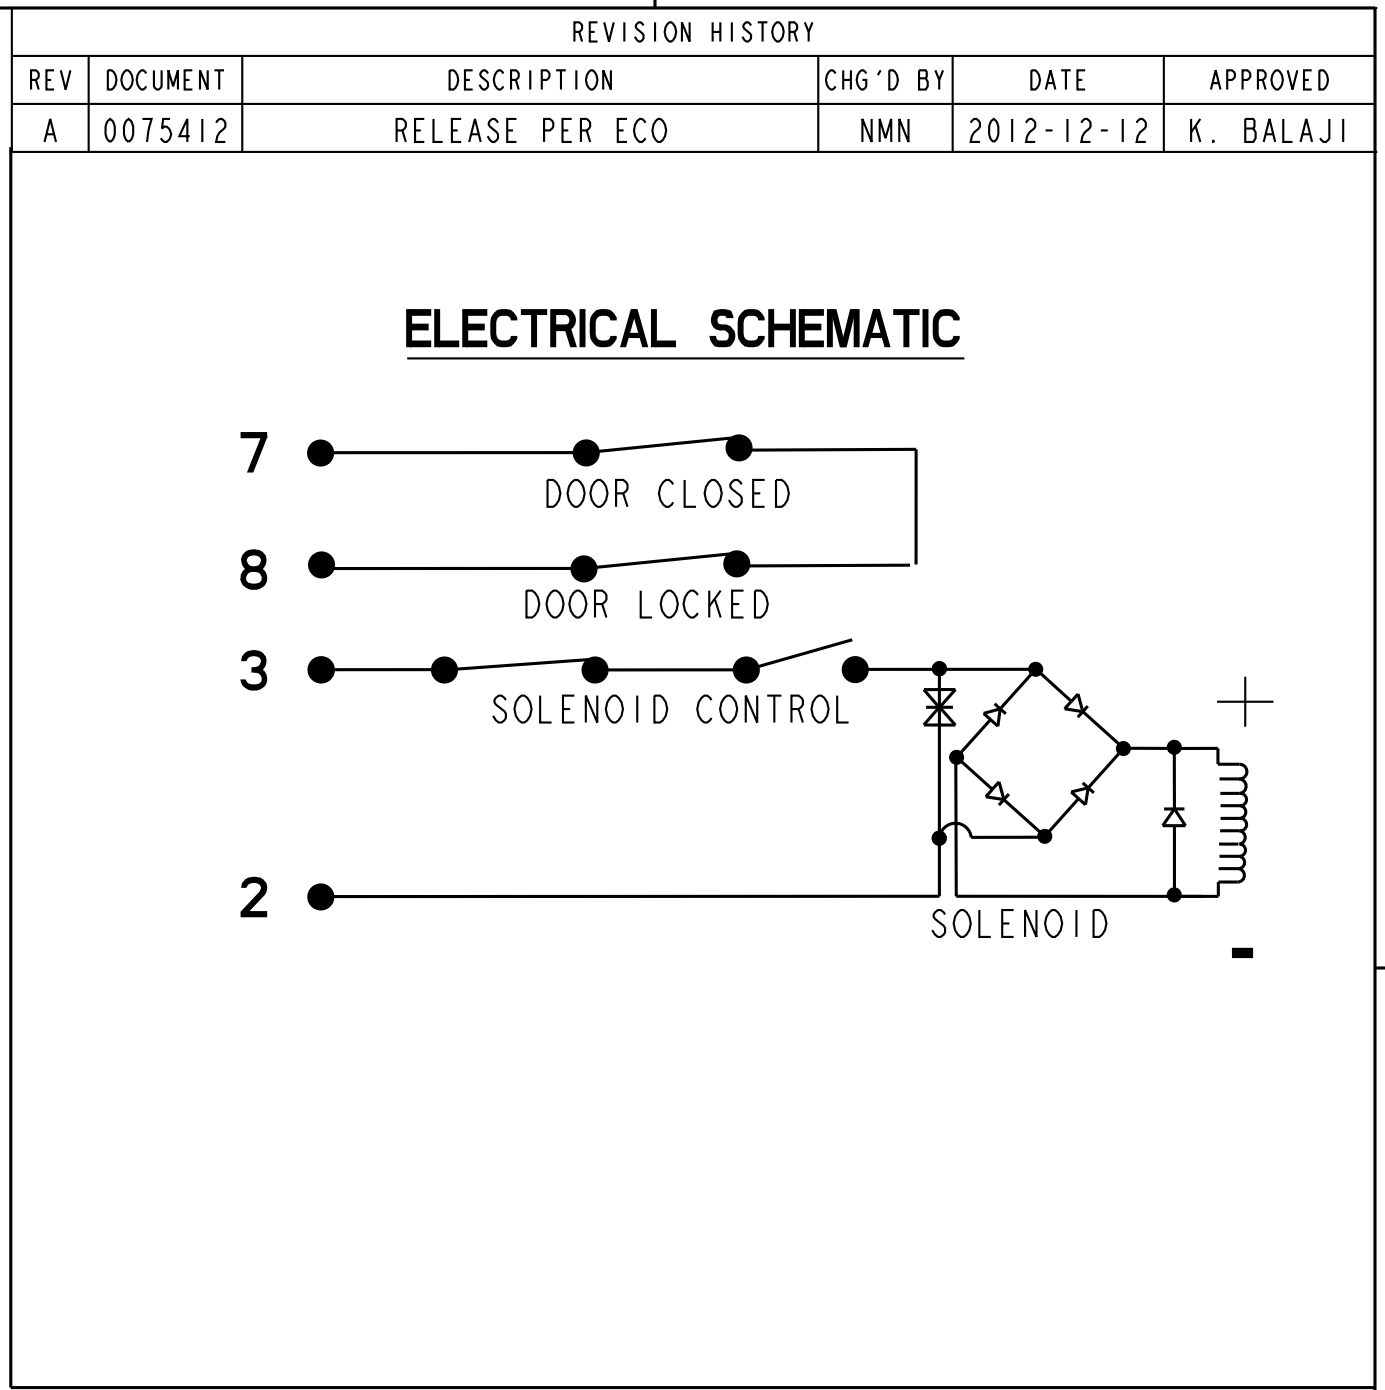 REVISION HISTORY
REV DOCUMENT DESCRIPTION CHG'D BY DATE APPROVED
A 0075412 RELEASE PER ECO NMN 2012-12-12 K. BALAJI
ELECTRICAL SCHEMATIC
7
DOOR CLOSED
8
DOOR LOCKED
3
SOLENOID CONTROL
+
2
SOLENOID
-